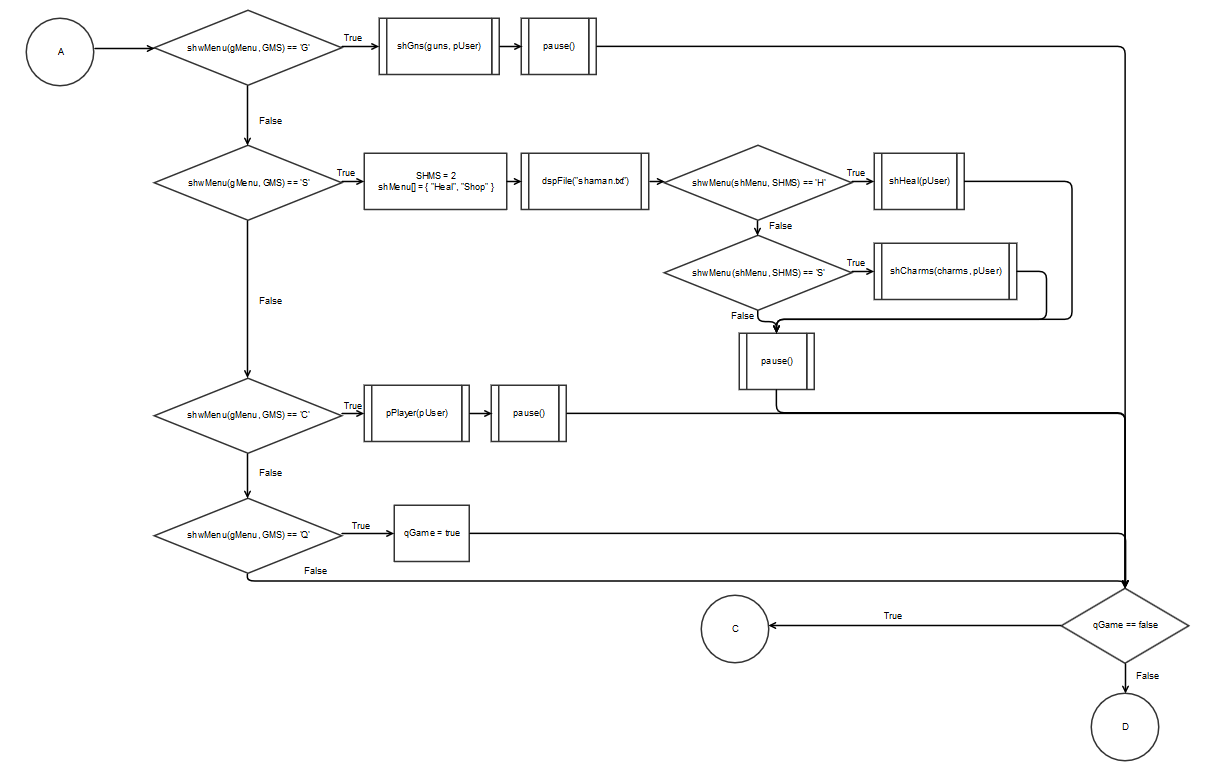 A
shwMenu(gMenu, GMS) == 'G'
True
shGns(guns, pUser)
pause()
False
shwMenu(gMenu, GMS) == 'S'
True
SHMS = 2
shMenu[] = { "Heal", "Shop" }
dspFile("shaman.txt")
shwMenu(shMenu, SHMS) == 'H'
True
shHeal(pUser)
False
shwMenu(shMenu, SHMS) == 'S'
True
shCharms(charms, pUser)
False
False
pause()
shwMenu(gMenu, GMS) == 'C'
True
pPlayer(pUser)
pause()
False
shwMenu(gMenu, GMS) == 'Q'
True
qGame = true
False
C
True
qGame == false
False
D